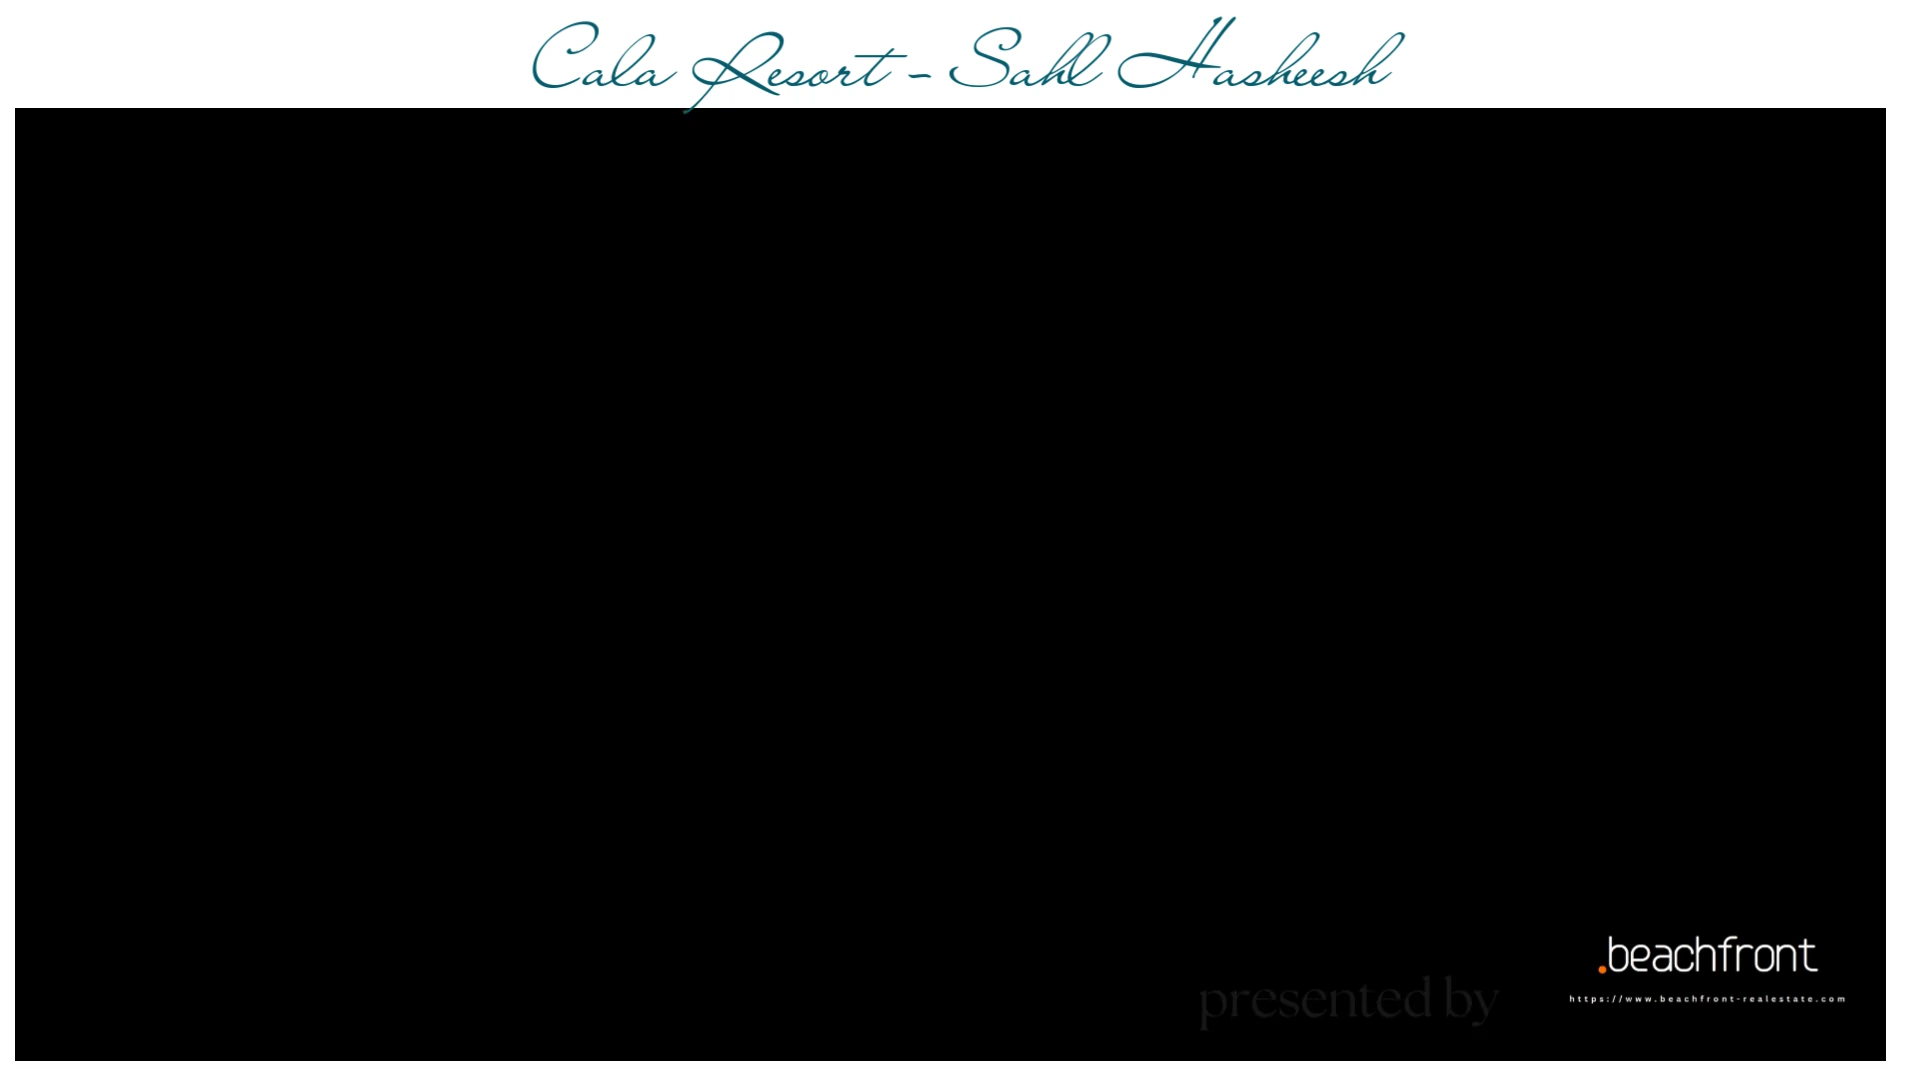 Cala Resort - Sahl Hasheesh
.beachfront
presented by
https://www.beachfront-realestate.com